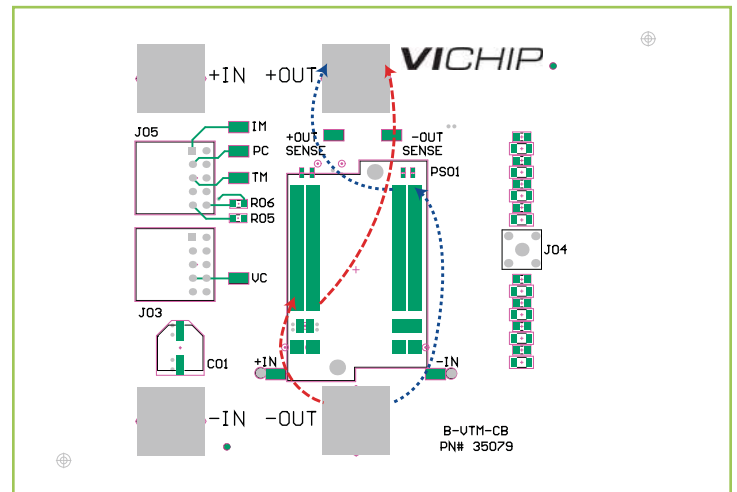 VICHIP
+IN +OUT
J05
IM
+OUT SENSE
-OUT SENSE
PC
PS01
TM
R06
R05
J04
VC
J03
C01
+IN
-IN
-IN -OUT
B-VTM-CB
PN# 35079